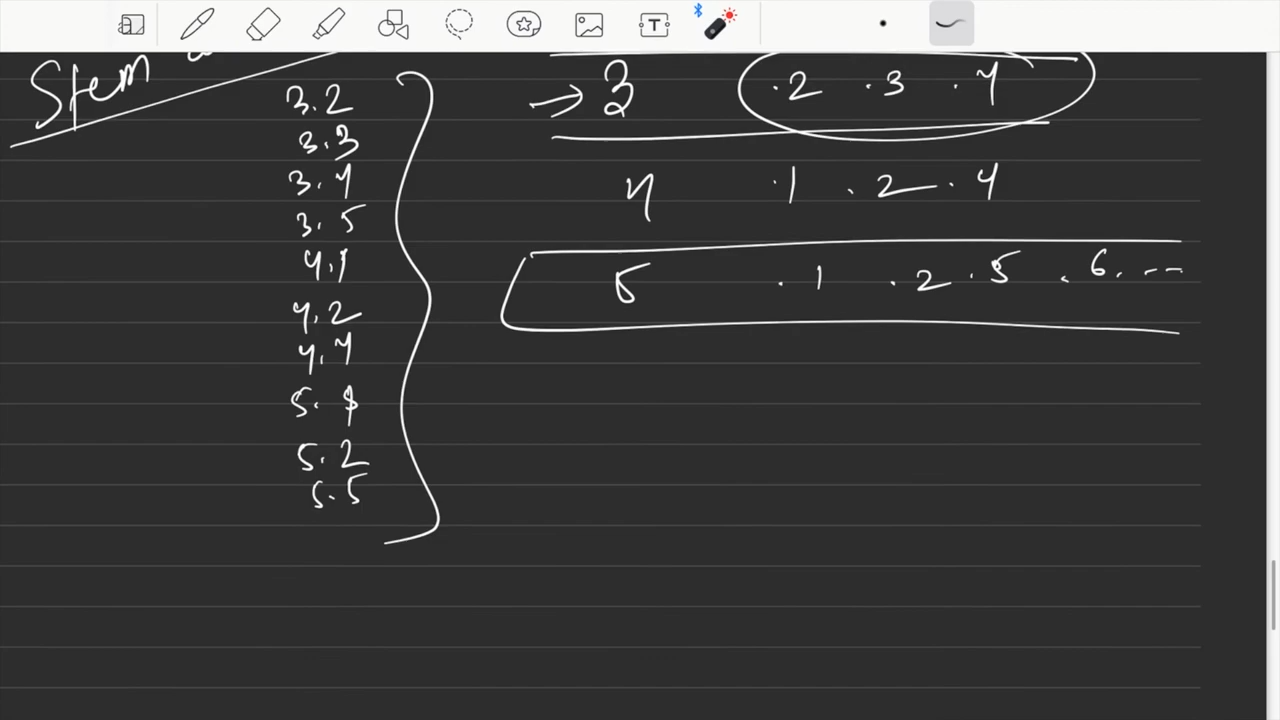 Stem
3.2
3.3
3.4
3.5
4.1
4.2
4.4
5.1
5.2
5.5
→ 3 .2 .3 .4
4 .1 .2 .4
5 .1 .2 .5 .6. ---
T